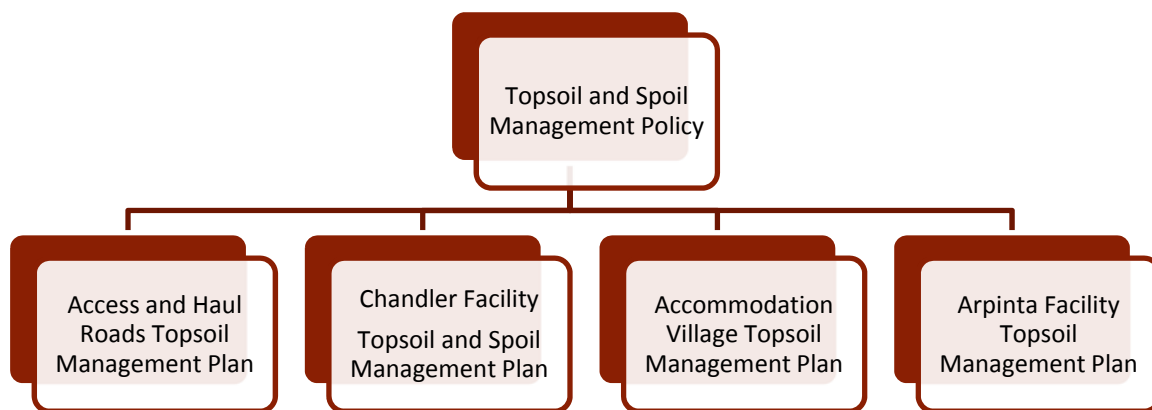 Topsoil and Spoil
Management Policy
Access and Haul
Roads Topsoil
Management Plan
Chandler Facility
Topsoil and Spoil
Management Plan
Accommodation
Village Topsoil
Management Plan
Arpinta Facility
Topsoil
Management Plan